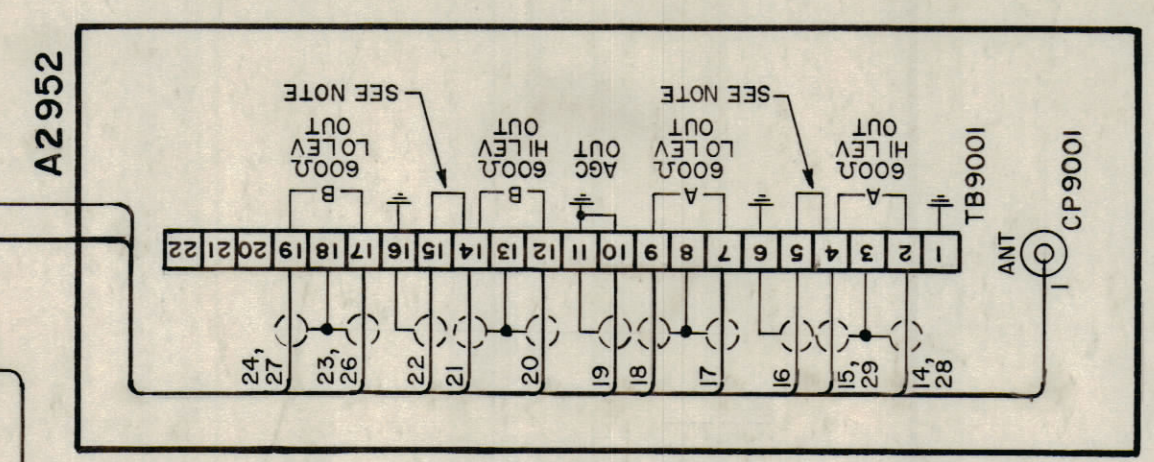 A2952
SEE NOTE
SEE NOTE
600Ω
LO LEV
OUT
B
600Ω
HI LEV
OUT
B
AGC
OUT
600Ω
LO LEV
OUT
A
600Ω
HI LEV
OUT
A
TB9001
CP9001
ANT
1
22 21 20 19 18 17 16 15 14 13 12 11 10 9 8 7 6 5 4 3 2 1
24,
27
23,
26
22
21
20
19
18
17
16
15,
29
14,
28